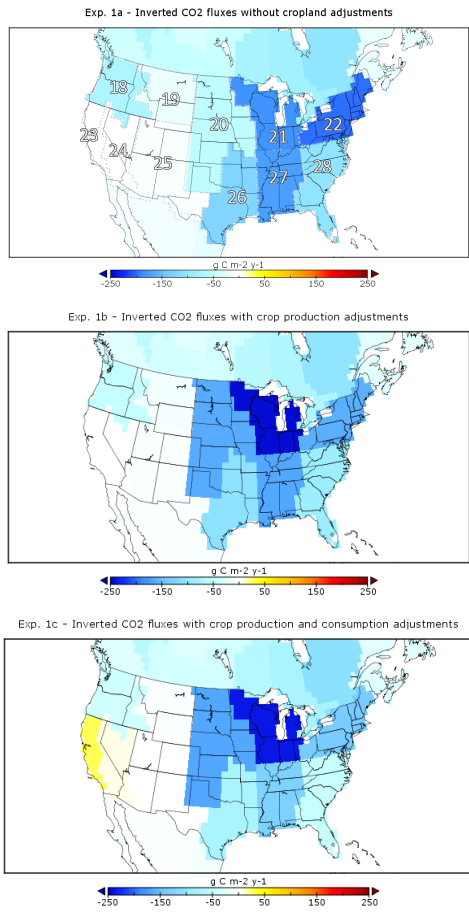 Exp. 1a - Inverted CO2 fluxes without cropland adjustments
18
19
20
21
22
23
24
25
26
27
28
g C m-2 y-1
-250 -150 -50 50 150 250
Exp. 1b - Inverted CO2 fluxes with crop production adjustments
g C m-2 y-1
-250 -150 -50 50 150 250
Exp. 1c - Inverted CO2 fluxes with crop production and consumption adjustments
g C m-2 y-1
-250 -150 -50 50 150 250